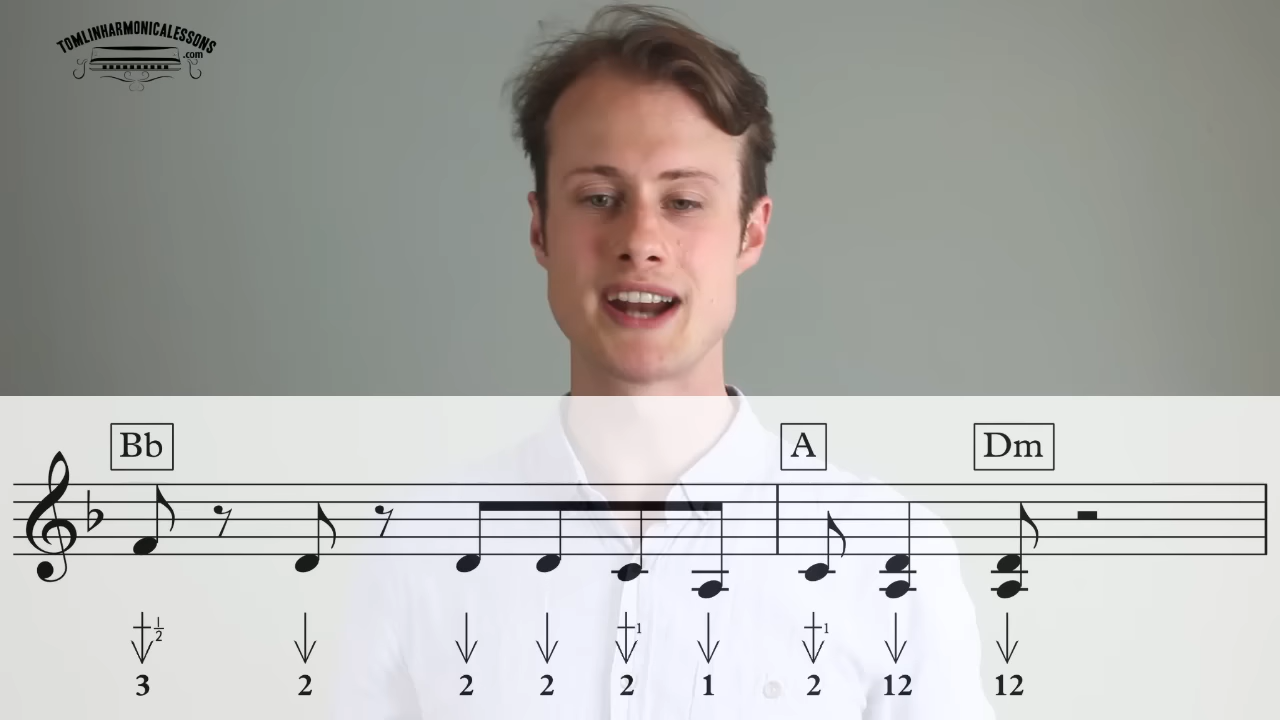 TOMLINHARMONICALESSONS
.com
Bb A Dm
1/2 1 1
3 2 2 2 2 1 2 12 12